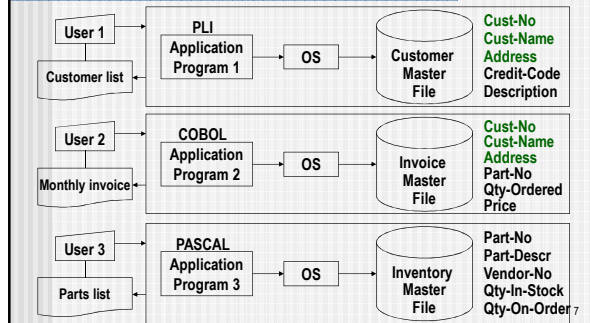 User 1
Customer list
PLI
Application
Program 1
OS
Customer
Master
File
Cust-No
Cust-Name
Address
Credit-Code
Description
User 2
Monthly invoice
COBOL
Application
Program 2
OS
Invoice
Master
File
Cust-No
Cust-Name
Address
Part-No
Qty-Ordered
Price
User 3
Parts list
PASCAL
Application
Program 3
OS
Inventory
Master
File
Part-No
Part-Descr
Vendor-No
Qty-In-Stock
Qty-On-Order
7